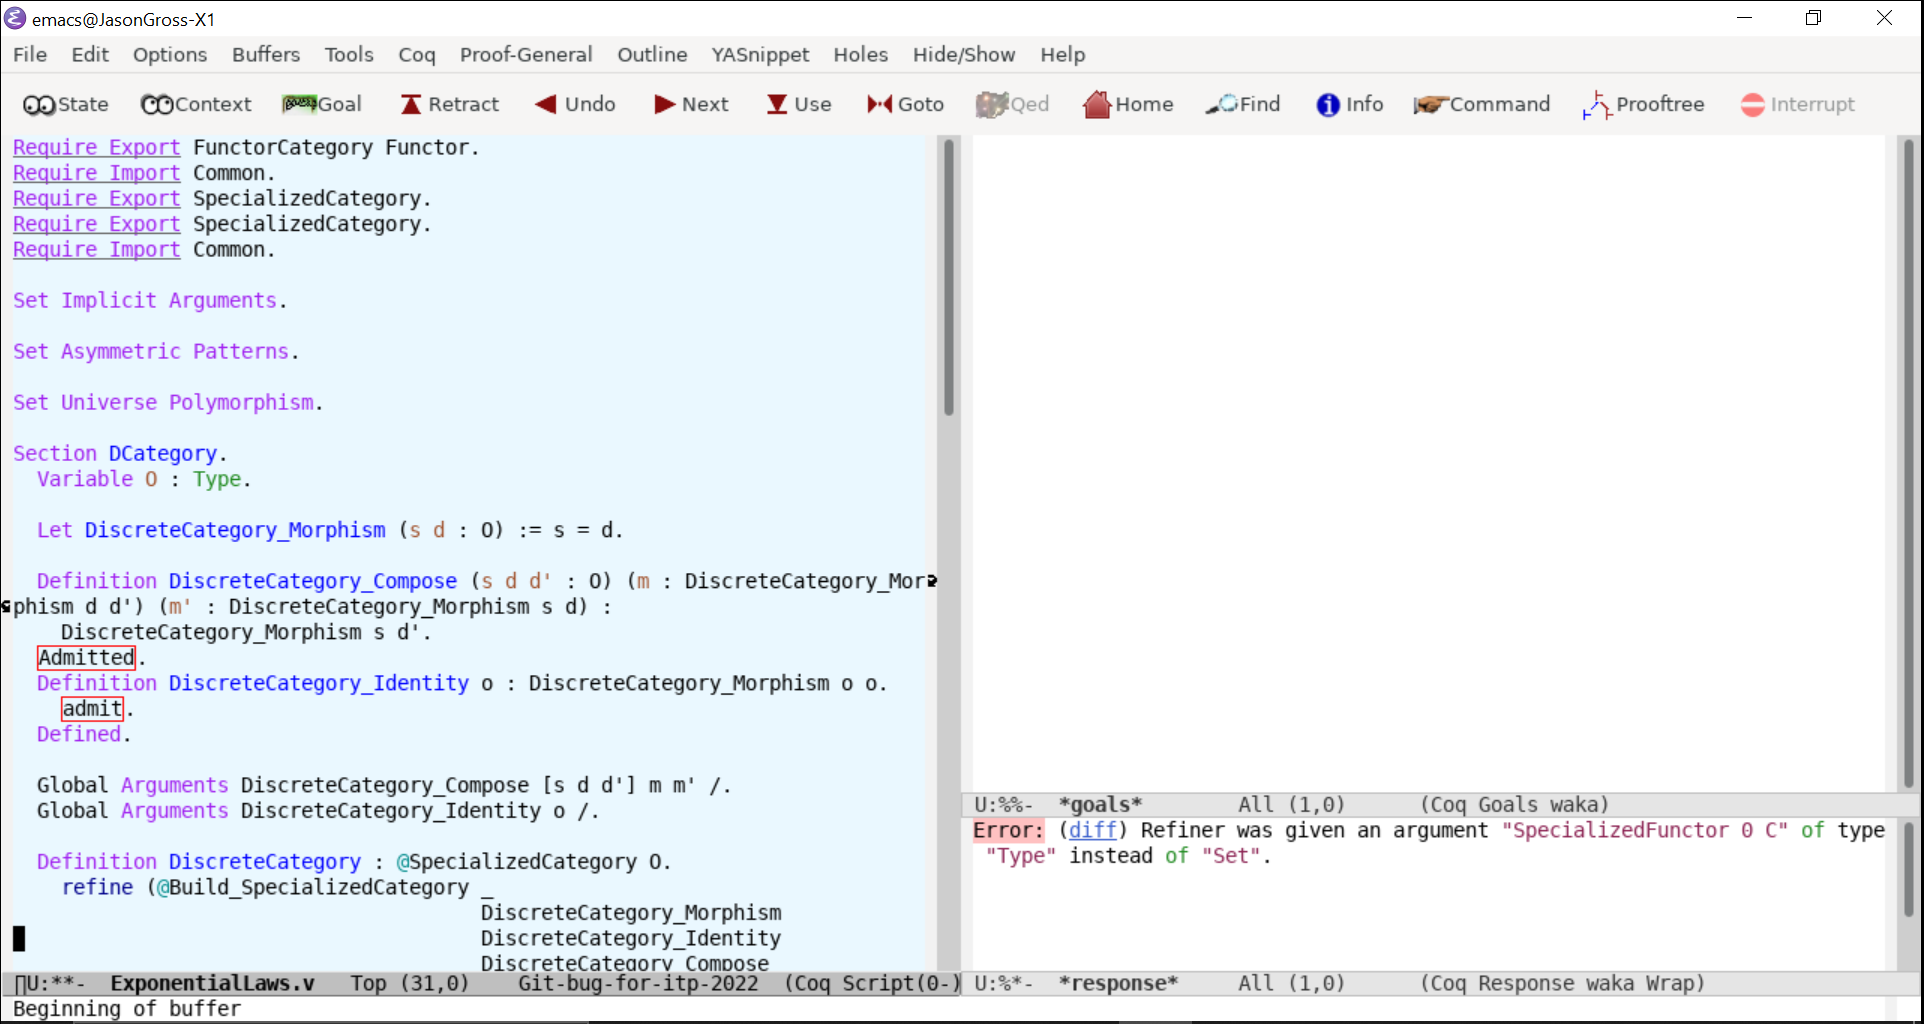 emacs@JasonGross-X1
File Edit Options Buffers Tools Coq Proof-General Outline YASnippet Holes Hide/Show Help
State Context Goal Retract Undo Next Use Goto Qed Home Find Info Command Prooftree Interrupt
Require Export FunctorCategory Functor.
Require Import Common.
Require Export SpecializedCategory.
Require Export SpecializedCategory.
Require Import Common.
Set Implicit Arguments.
Set Asymmetric Patterns.
Set Universe Polymorphism.
Section DCategory.
Variable O : Type.
Let DiscreteCategory_Morphism (s d : O) := s = d.
Definition DiscreteCategory_Compose (s d d' : O) (m : DiscreteCategory_Mor
phism d d') (m' : DiscreteCategory_Morphism s d) :
DiscreteCategory_Morphism s d'.
Admitted.
Definition DiscreteCategory_Identity o : DiscreteCategory_Morphism o o.
admit.
Defined.
Global Arguments DiscreteCategory_Compose [s d d'] m m' /.
Global Arguments DiscreteCategory_Identity o /.
Definition DiscreteCategory : @SpecializedCategory O.
refine (@Build_SpecializedCategory _
DiscreteCategory_Morphism
DiscreteCategory_Identity
DiscreteCategory_Compose
U:**- ExponentialLaws.v Top (31,0) Git-bug-for-itp-2022 (Coq Script(0-)
Beginning of buffer
U:%%- *goals* All (1,0) (Coq Goals waka)
Error: (diff) Refiner was given an argument "SpecializedFunctor 0 C" of type
"Type" instead of "Set".
U:%*- *response* All (1,0) (Coq Response waka Wrap)